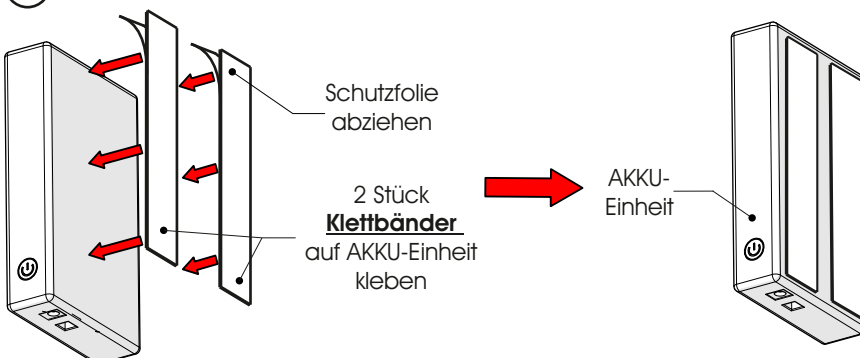 Schutzfolie
abziehen
2 Stück
Klettbänder
auf AKKU-Einheit
kleben
AKKU-
Einheit